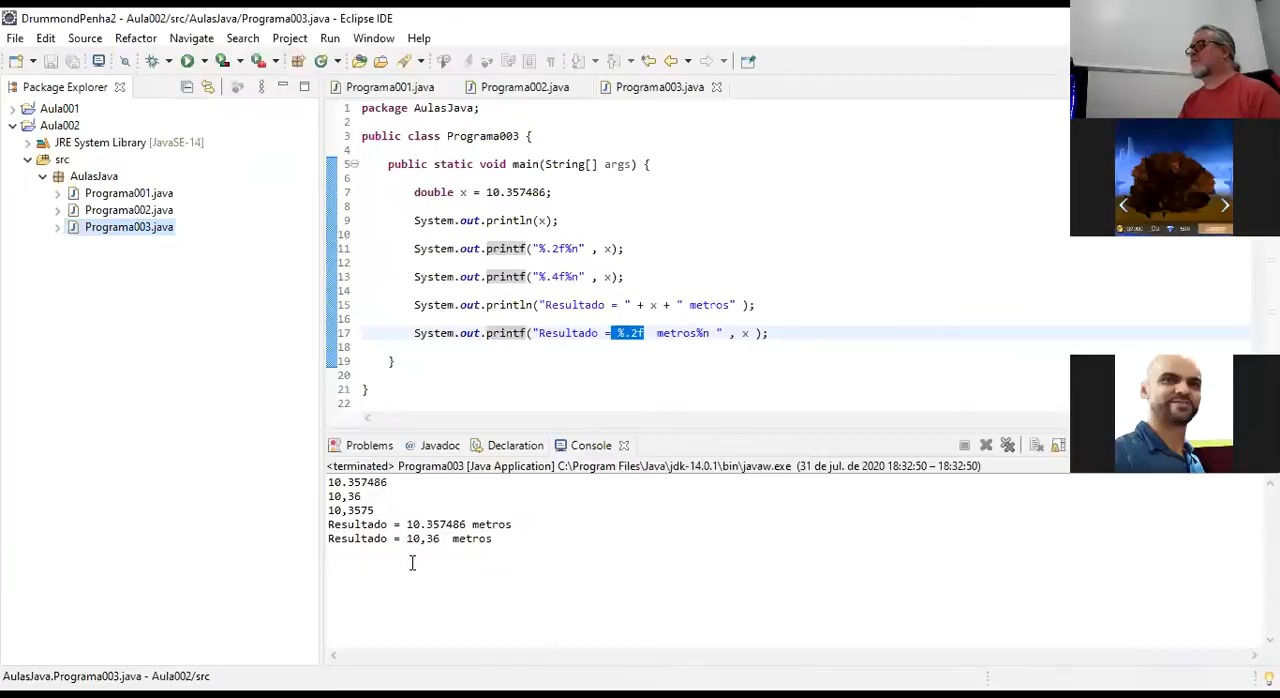 DrummondPenha2 - Aula002/src/AulasJava/Programa003.java - Eclipse IDE
File Edit Source Refactor Navigate Search Project Run Window Help
Package Explorer
Programa001.java Programa002.java Programa003.java
Aula001
Aula002
JRE System Library [JavaSE-14]
src
AulasJava
Programa001.java
Programa002.java
Programa003.java
1 package AulasJava;
2
3 public class Programa003 {
4
5 public static void main(String[] args) {
6
7 double x = 10.357486;
8
9 System.out.println(x);
10
11 System.out.printf("%.2f%n" , x);
12
13 System.out.printf("%.4f%n" , x);
14
15 System.out.println("Resultado = " + x + " metros" );
16
17 System.out.printf("Resultado = %.2f  metros%n " , x );
18
19 }
20
21 }
22
Problems Javadoc Declaration Console
<terminated> Programa003 [Java Application] C:\Program Files\Java\jdk-14.0.1\bin\javaw.exe (31 de jul. de 2020 18:32:50 – 18:32:50)
10.357486
10,36
10,3575
Resultado = 10.357486 metros
Resultado = 10,36  metros
AulasJava.Programa003.java - Aula002/src